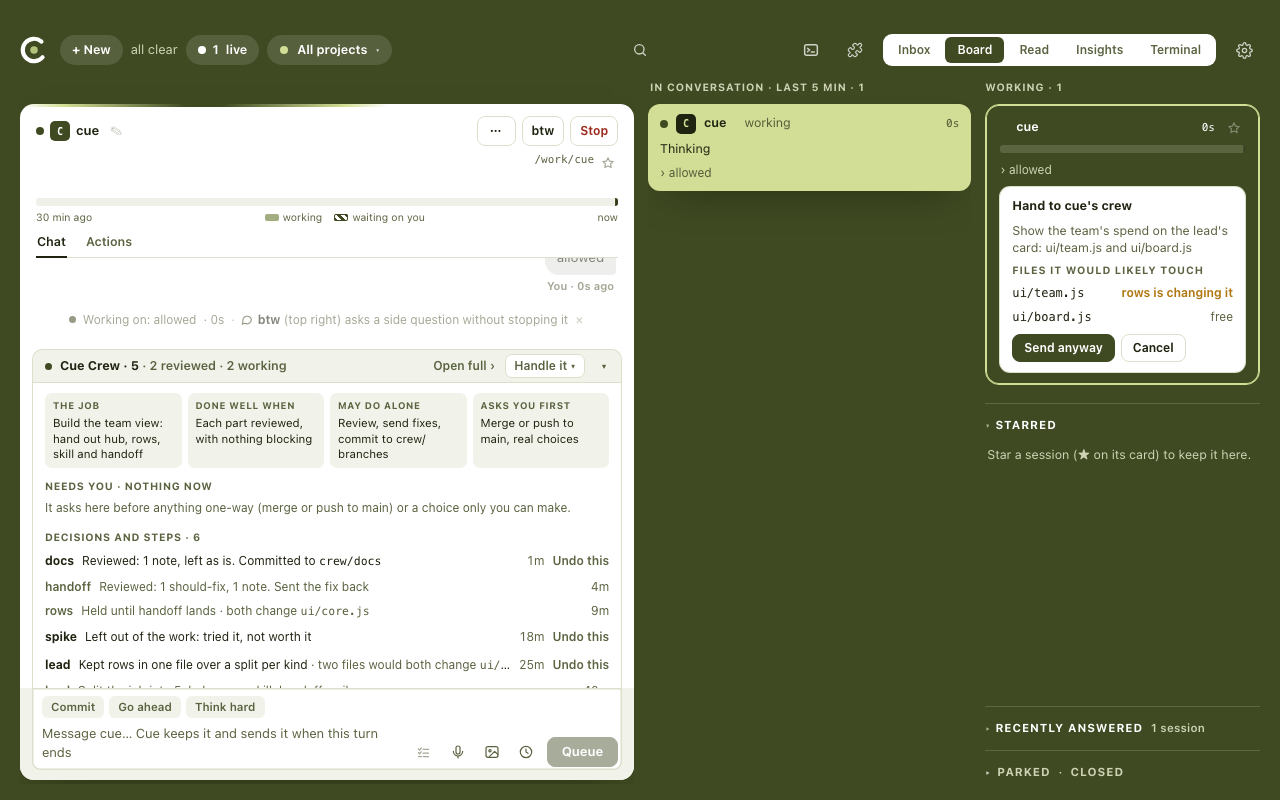 + New
all clear
1 live
All projects
Inbox
Board
Read
Insights
Terminal
C cue
···
btw
Stop
/work/cue
30 min ago
working
waiting on you
now
Chat
Actions
allowed
You · 0s ago
Working on: allowed · 0s · btw (top right) asks a side question without stopping it ×
Cue Crew · 5 · 2 reviewed · 2 working
Open full ›
Handle it
THE JOB
Build the team view:
hand out hub, rows,
skill and handoff
DONE WELL WHEN
Each part reviewed,
with nothing blocking
MAY DO ALONE
Review, send fixes,
commit to crew/
branches
ASKS YOU FIRST
Merge or push to
main, real choices
NEEDS YOU · NOTHING NOW
It asks here before anything one-way (merge or push to main) or a choice only you can make.
DECISIONS AND STEPS · 6
docs Reviewed: 1 note, left as is. Committed to crew/docs 1m Undo this
handoff Reviewed: 1 should-fix, 1 note. Sent the fix back 4m
rows Held until handoff lands · both change ui/core.js 9m
spike Left out of the work: tried it, not worth it 18m Undo this
lead Kept rows in one file over a split per kind · two files would both change ui/… 25m Undo this
Commit
Go ahead
Think hard
Message cue… Cue keeps it and sends it when this turn
ends
Queue
IN CONVERSATION · LAST 5 MIN · 1
C cue working 0s
Thinking
› allowed
WORKING · 1
cue 0s
› allowed
Hand to cue's crew
Show the team's spend on the lead's
card: ui/team.js and ui/board.js
FILES IT WOULD LIKELY TOUCH
ui/team.js rows is changing it
ui/board.js free
Send anyway
Cancel
STARRED
Star a session (★ on its card) to keep it here.
RECENTLY ANSWERED 1 session
PARKED · CLOSED